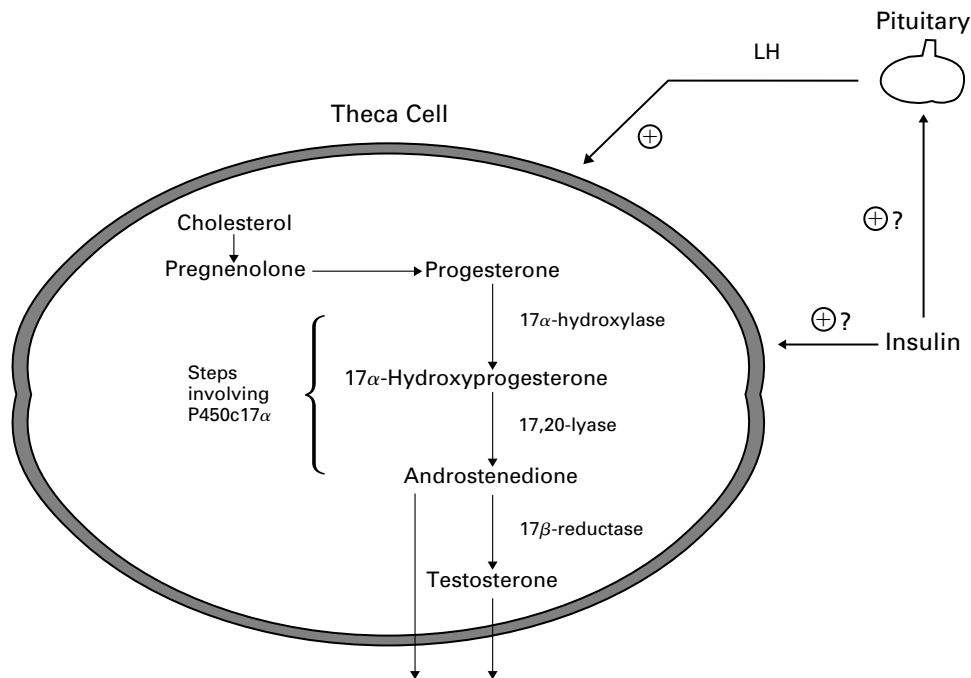 Pituitary
LH
Theca Cell
⊕
Cholesterol
Pregnenolone
Progesterone
⊕?
17α-hydroxylase
⊕?
Insulin
Steps
involving
P450c17α
17α-Hydroxyprogesterone
17,20-lyase
Androstenedione
17β-reductase
Testosterone